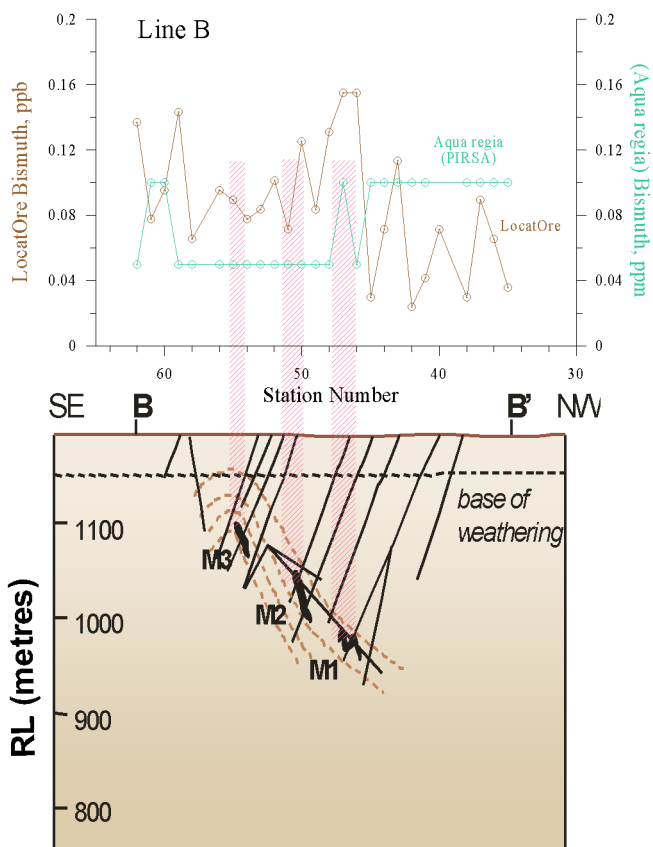 Line B
0.2
0.16
0.12
0.08
0.04
0
LocatOre Bismuth, ppb
0.2
0.16
0.12
0.08
0.04
0
(Aqua regia) Bismuth, ppm
Aqua regia
(PIRSA)
LocatOre
60
50
40
30
Station Number
SE
B
B'
NW
base of
weathering
1100
1000
900
800
RL (metres)
M3
M2
M1